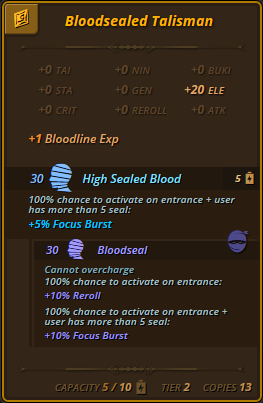 Bloodsealed Talisman
+0 TAI +0 NIN +0 BUKI
+0 STA +0 GEN +20 ELE
+0 CRIT +0 REROLL +0 ATK
+1 Bloodline Exp
30 High Sealed Blood 5
100% chance to activate on entrance + user
has more than 5 seal:
+5% Focus Burst
30 Bloodseal
Cannot overcharge
100% chance to activate on entrance:
+10% Reroll
100% chance to activate on entrance +
user has more than 5 seal:
+10% Focus Burst
CAPACITY 5 / 10 TIER 2 COPIES 13